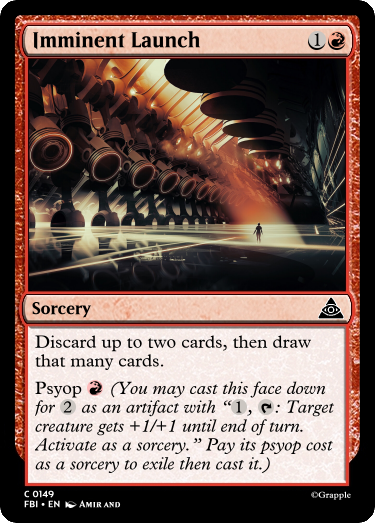 Imminent Launch 1
Sorcery
Discard up to two cards, then draw
that many cards.
Psyop (You may cast this face down
for 2 as an artifact with “1, : Target
creature gets +1/+1 until end of turn.
Activate as a sorcery.” Pay its psyop cost
as a sorcery to exile then cast it.)
C 0149
FBI • EN Amir and
©Grapple